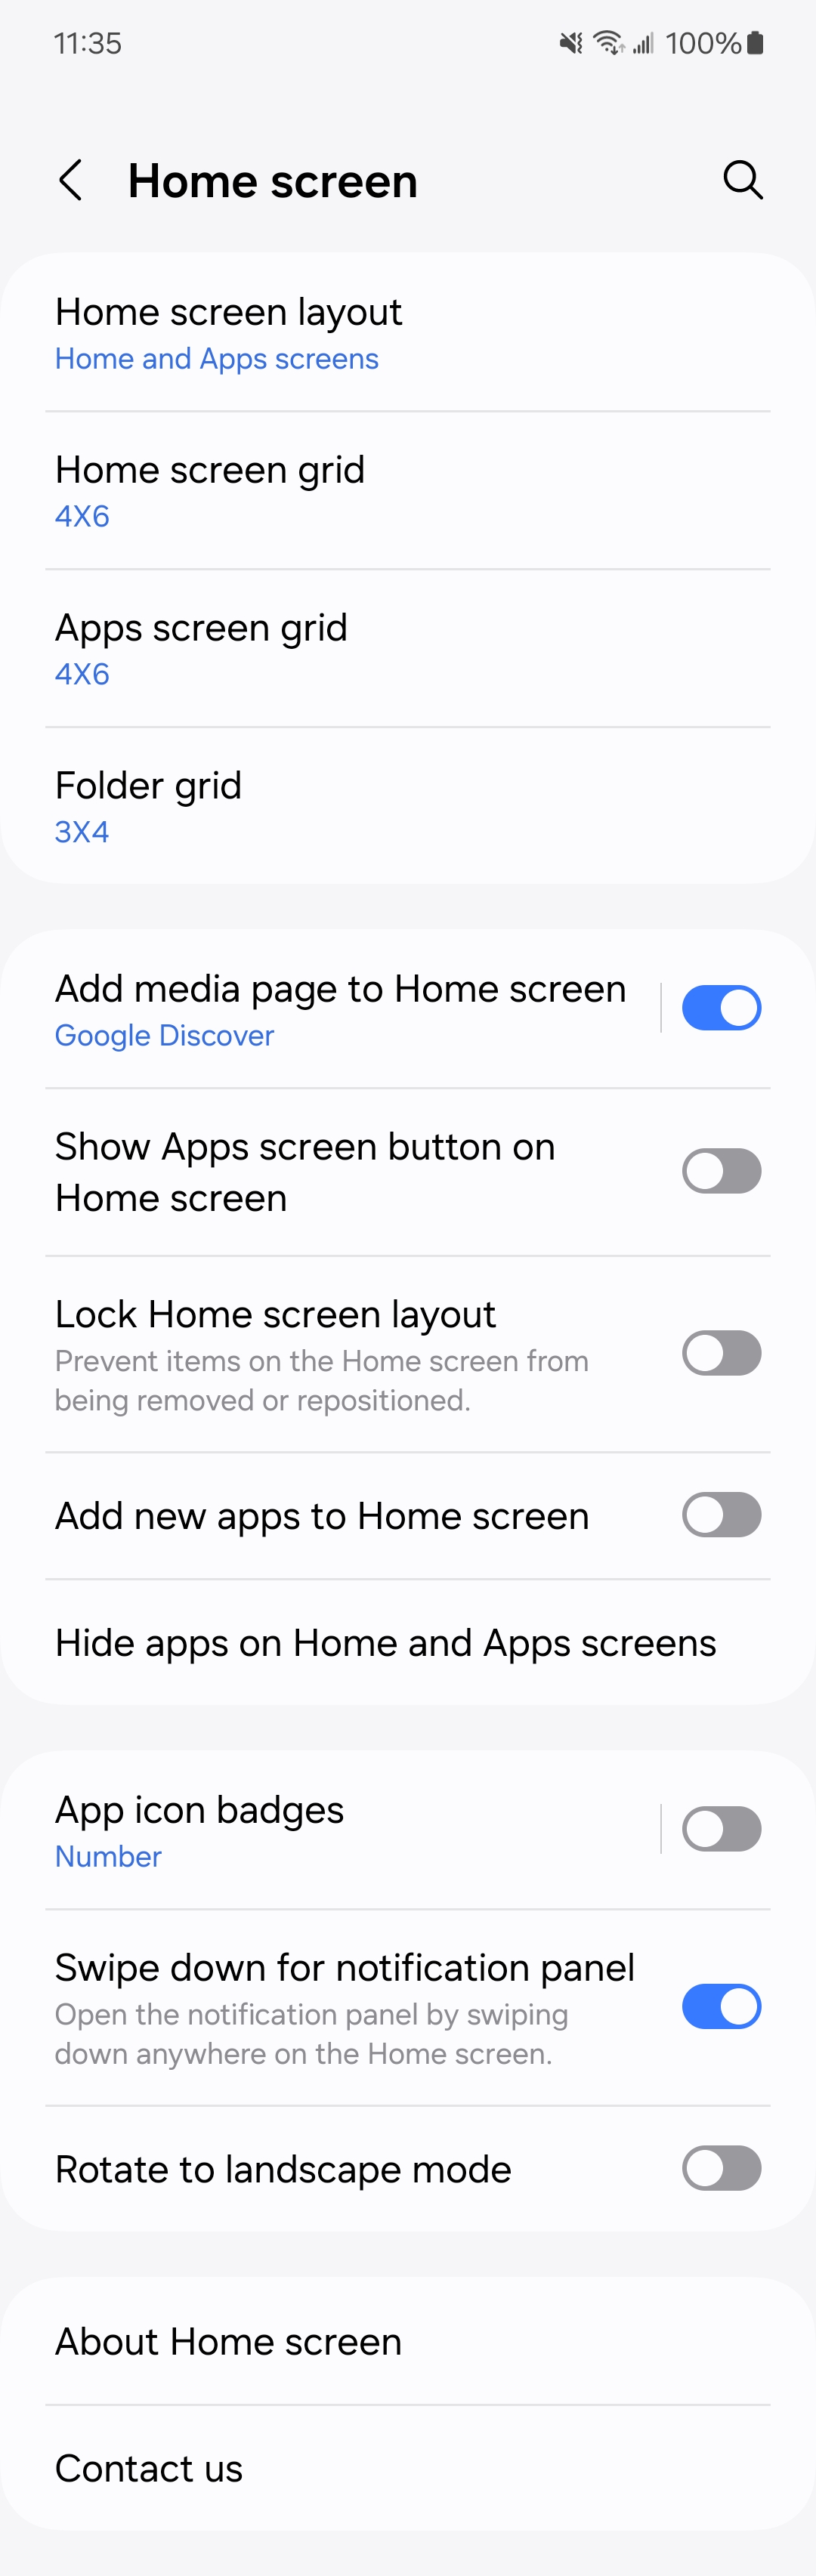 11:35 100%
Home screen
Home screen layout
Home and Apps screens
Home screen grid
4X6
Apps screen grid
4X6
Folder grid
3X4
Add media page to Home screen
Google Discover
Show Apps screen button on
Home screen
Lock Home screen layout
Prevent items on the Home screen from
being removed or repositioned.
Add new apps to Home screen
Hide apps on Home and Apps screens
App icon badges
Number
Swipe down for notification panel
Open the notification panel by swiping
down anywhere on the Home screen.
Rotate to landscape mode
About Home screen
Contact us